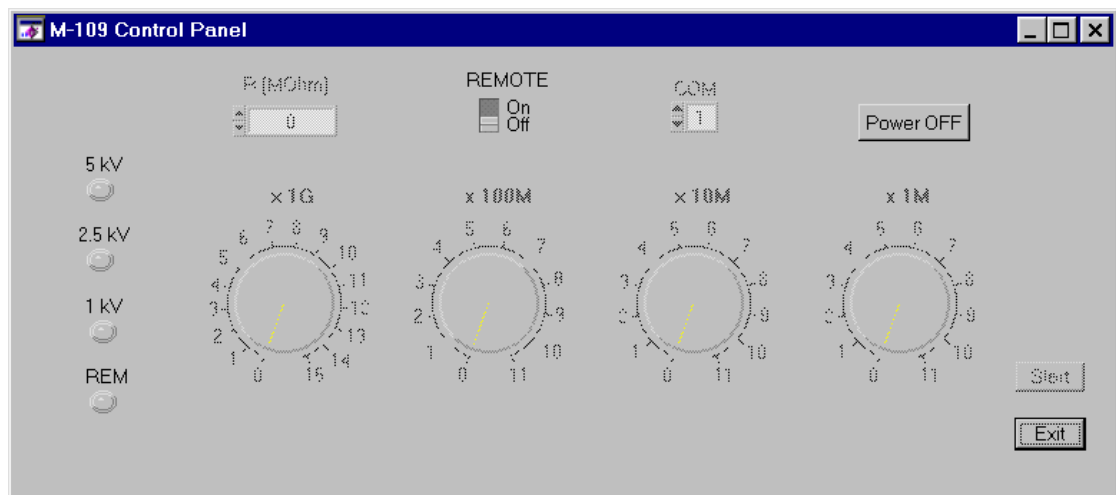 M-109 Control Panel
R (MOhm)
0
REMOTE
On
Off
COM
1
Power OFF
5 kV
2.5 kV
1 kV
REM
x 1G
0 1 2 3 4 5 6 7 8 9 10 11 12 13 14 15
x 100M
0 1 2 3 4 5 6 7 8 9 10 11
x 10M
0 1 2 3 4 5 6 7 8 9 10 11
x 1M
0 1 2 3 4 5 6 7 8 9 10 11
Start
Exit